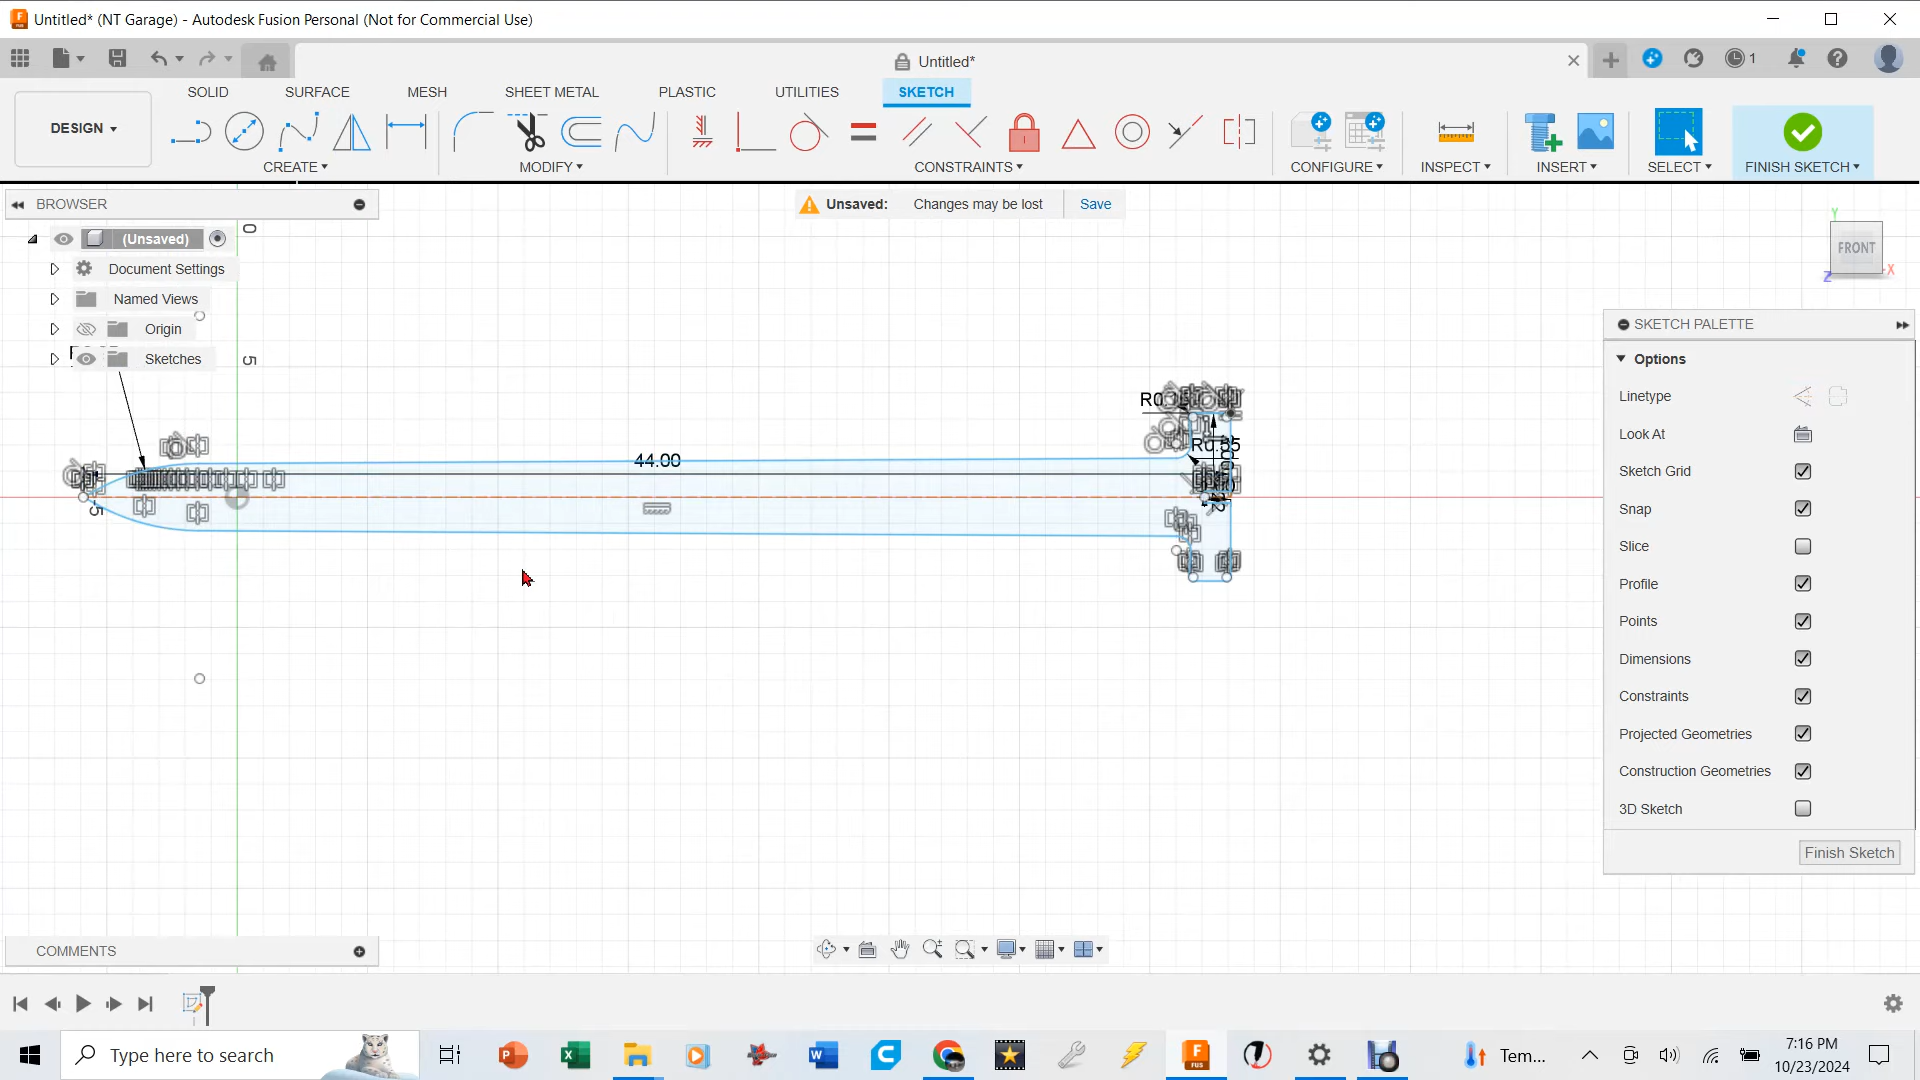 Untitled* (NT Garage) - Autodesk Fusion Personal (Not for Commercial Use)
Untitled*
1
SOLID
SURFACE
MESH
SHEET METAL
PLASTIC
UTILITIES
SKETCH
DESIGN
CREATE
MODIFY
CONSTRAINTS
CONFIGURE
INSPECT
INSERT
SELECT
FINISH SKETCH
BROWSER
Unsaved:
Changes may be lost
Save
(Unsaved)
Document Settings
Named Views
Origin
Sketches
0
5
Y
FRONT
X
Z
44.00
5
SKETCH PALETTE
Options
Linetype
Look At
Sketch Grid
Snap
Slice
Profile
Points
Dimensions
Constraints
Projected Geometries
Construction Geometries
3D Sketch
Finish Sketch
COMMENTS
Type here to search
Tem...
7:16 PM
10/23/2024